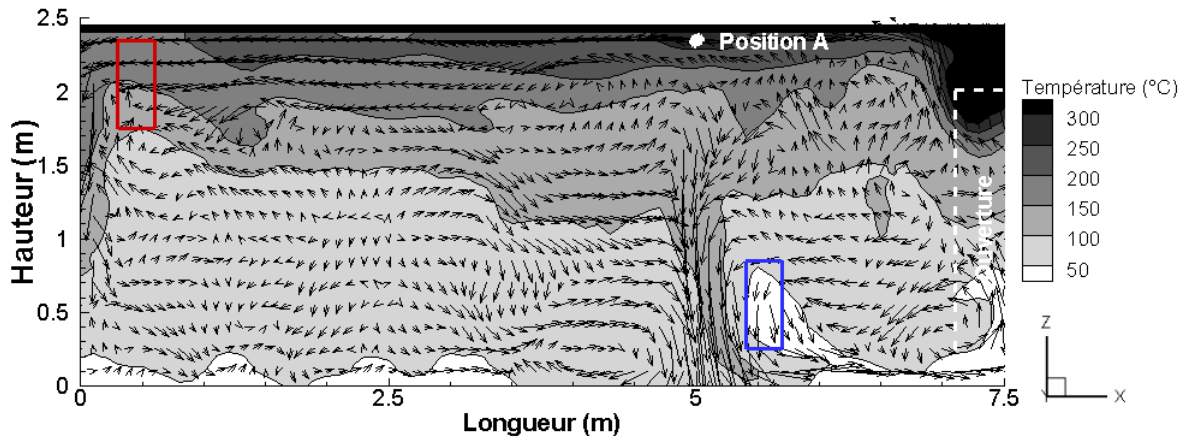 2.5
Position A
2
Température (°C)
300
250
200
150
100
50
1.5
Hauteur (m)
1
Ouverture
0.5
0
0
2.5
5
7.5
Longueur (m)
Z
Y
X